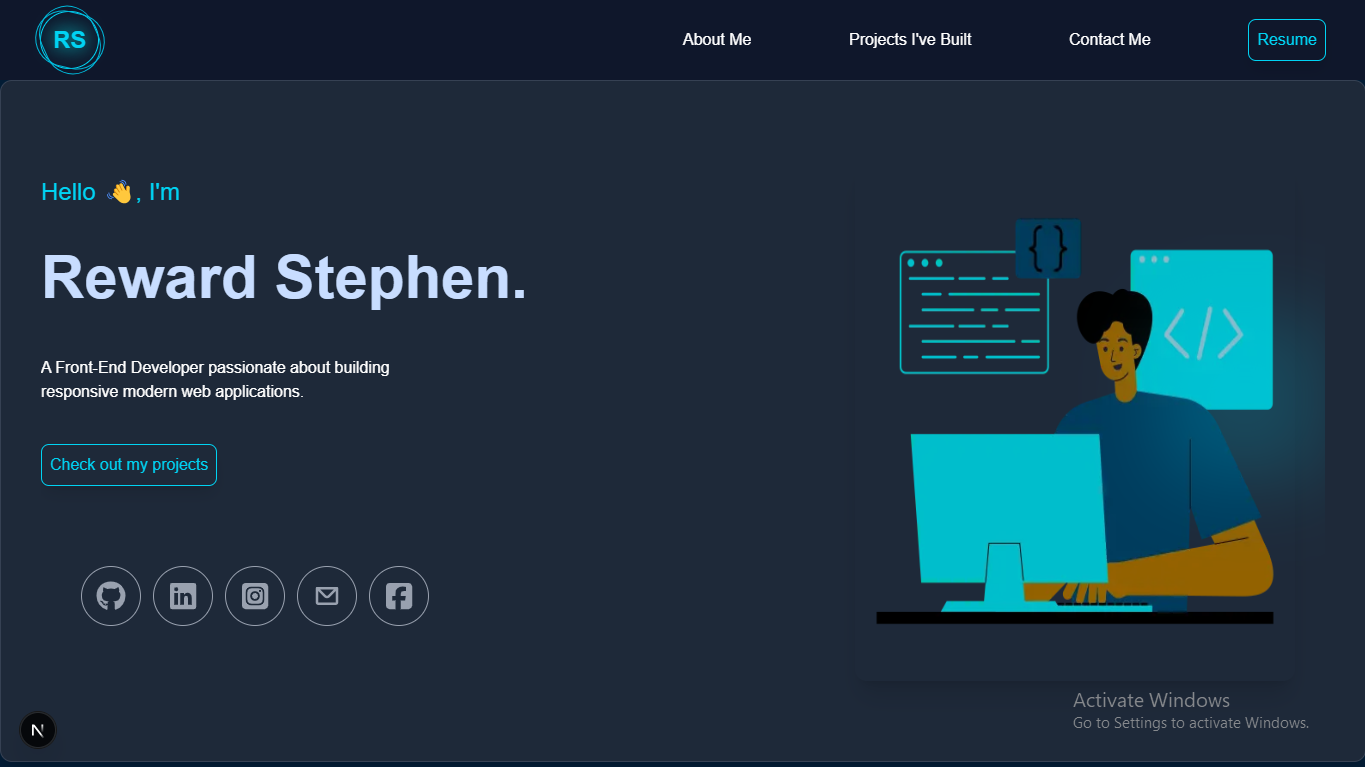 RS
About Me
Projects I've Built
Contact Me
Resume
Hello 👋, I'm
Reward Stephen.
A Front-End Developer passionate about building
responsive modern web applications.
Check out my projects
{}
</>
in
N
Activate Windows
Go to Settings to activate Windows.